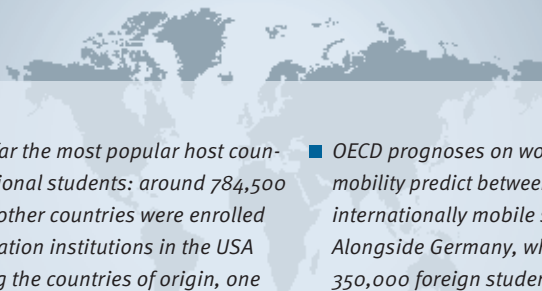 far the most popular host coun-
ional students: around 784,500
other countries were enrolled
ation institutions in the USA
g the countries of origin, one
OECD prognoses on wo
mobility predict between
internationally mobile s
Alongside Germany, wh
350,000 foreign studen